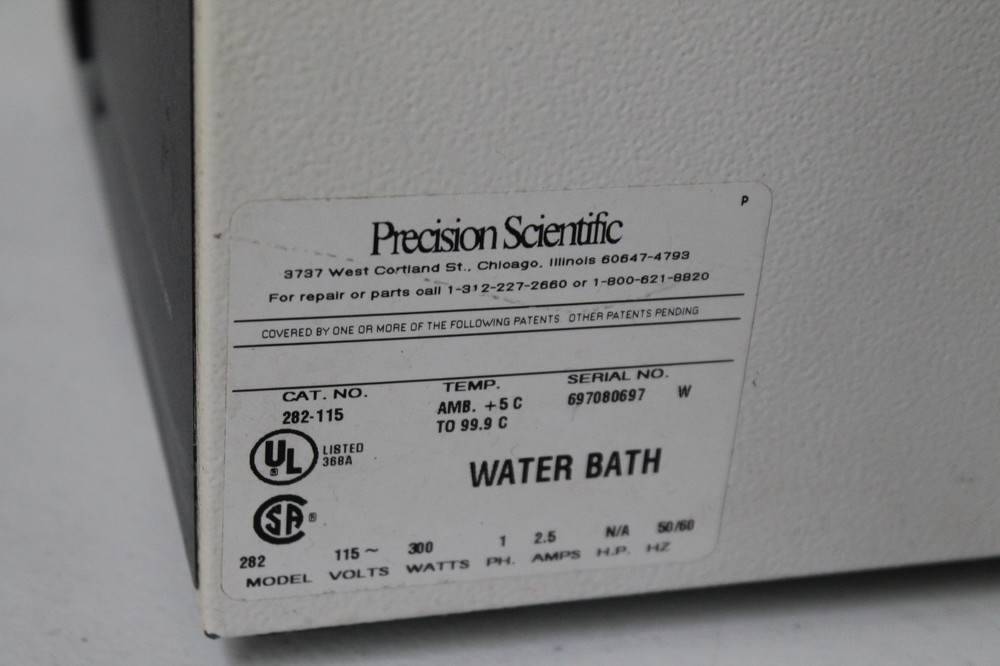 P
Precision Scientific
3737 West Cortland St., Chicago, Illinois 60647-4793
For repair or parts call 1-312-227-2660 or 1-800-621-8820
COVERED BY ONE OR MORE OF THE FOLLOWING PATENTS OTHER PATENTS PENDING
CAT. NO. TEMP. SERIAL NO.
282-115 AMB. +5 C 697080697 W
TO 99.9 C
UL ® LISTED
368A
WATER BATH
SA ®
282 115 ~ 300 1 2.5 N/A 50/60
MODEL VOLTS WATTS PH. AMPS H.P. HZ